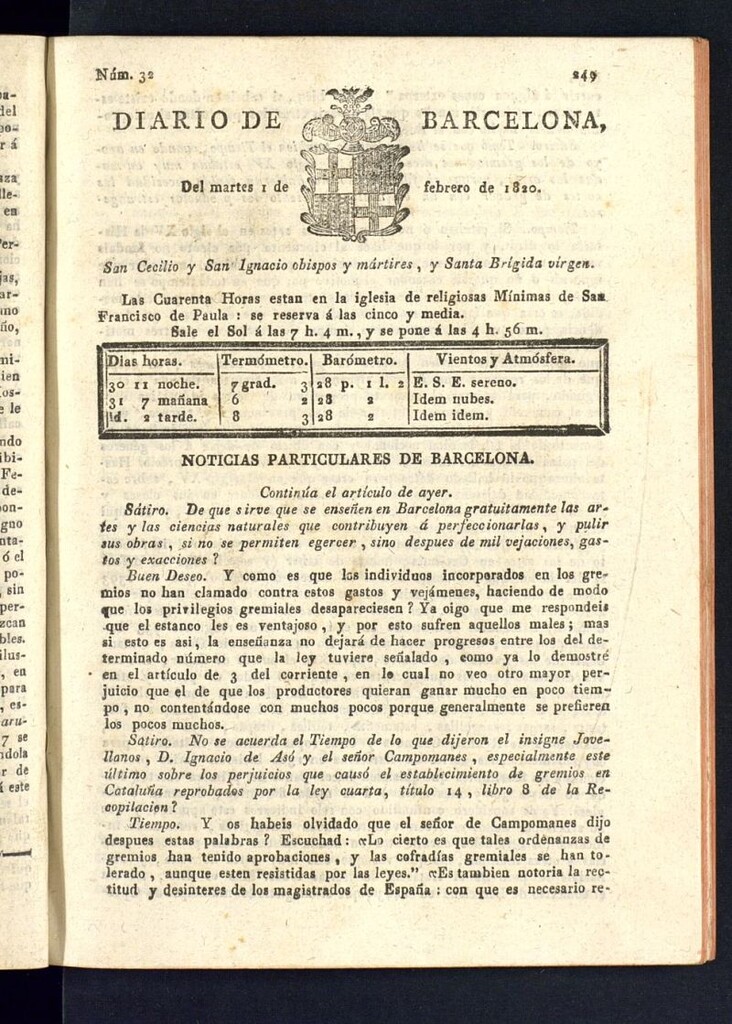 Núm. 32
249
DIARIO DE BARCELONA,
Del martes 1 de febrero de 1820.
San Cecilio y San Ignacio obispos y mártires, y Santa Brígida vírgen.
Las Cuarenta Horas estan en la iglesia de religiosas Mínimas de San
Francisco de Paula : se reserva á las cinco y media.
Sale el Sol á las 7 h. 4 m., y se pone á las 4 h. 56 m.
Dias horas. Termómetro. Barómetro. Vientos y Atmósfera.
30 11 noche. 7 grad. 3 28 p. 1 l. 2 E. S. E. sereno.
31 7 mañana 6 2 28 2 Idem nubes.
Id. 2 tarde. 8 3 28 2 Idem idem.
NOTICIAS PARTICULARES DE BARCELONA.
Continúa el artículo de ayer.
Sátiro. De que sirve que se enseñen en Barcelona gratuitamente las ar-
tes y las ciencias naturales que contribuyen á perfeccionarlas, y pulir
sus obras, si no se permiten egercer, sino despues de mil vejaciones, gas-
tos y exacciones?
Buen Deseo. Y como es que los individuos incorporados en los gre-
mios no han clamado contra estos gastos y vejámenes, haciendo de modo
que los privilegios gremiales desapareciesen? Ya oigo que me respondeis
que el estanco les es ventajoso, y por esto sufren aquellos males; mas
si esto es asi, la enseñanza no dejará de hacer progresos entre los del de-
terminado número que la ley tuviere señalado, como ya lo demostré
en el artículo de 3 del corriente, en lo cual no veo otro mayor per-
juicio que el de que los productores quieran ganar mucho en poco tiem-
po, no contentándose con muchos pocos porque generalmente se prefieren
los pocos muchos.
Sátiro. No se acuerda el Tiempo de lo que dijeron el insigne Jove-
llanos, D. Ignacio de Asó y el señor Campomanes, especialmente este
último sobre los perjuicios que causó el establecimiento de gremios en
Cataluña reprobados por la ley cuarta, título 14, libro 8 de la Re-
copilacion?
Tiempo. Y os habeis olvidado que el señor de Campomanes dijo
despues estas palabras? Escuchad: «Lo cierto es que tales ordenanzas de
gremios han tenido aprobaciones, y las cofradías gremiales se han to-
lerado, aunque esten resistidas por las leyes." «Es tambien notoria la rec-
titud y desinteres de los magistrados de España : con que es necesario re-